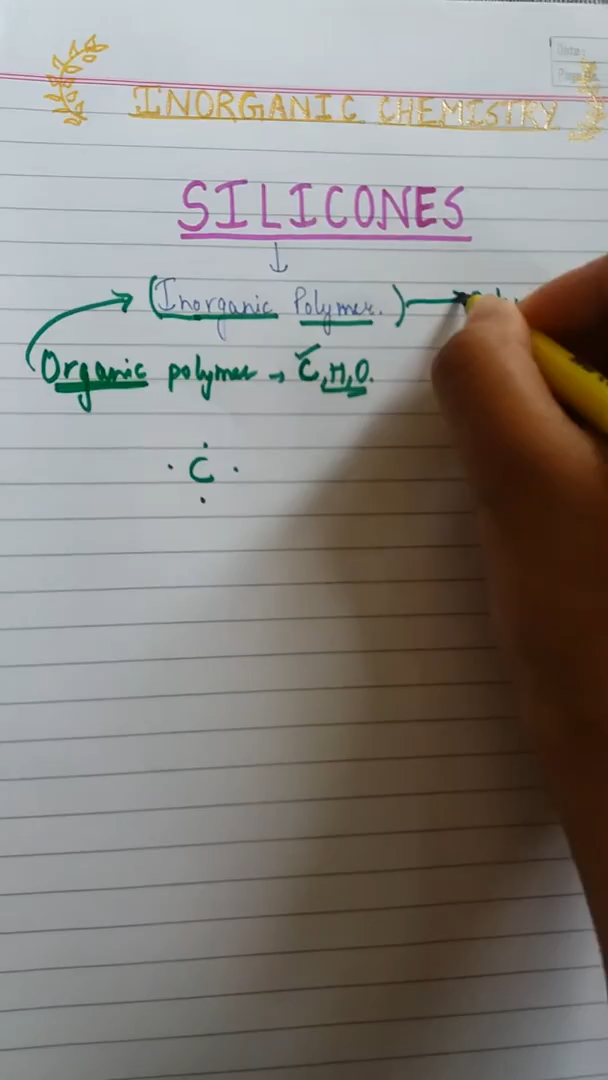 INORGANIC CHEMISTRY
SILICONES
↓
(Inorganic Polymer.) →
Organic polymer → C, H, O.
C